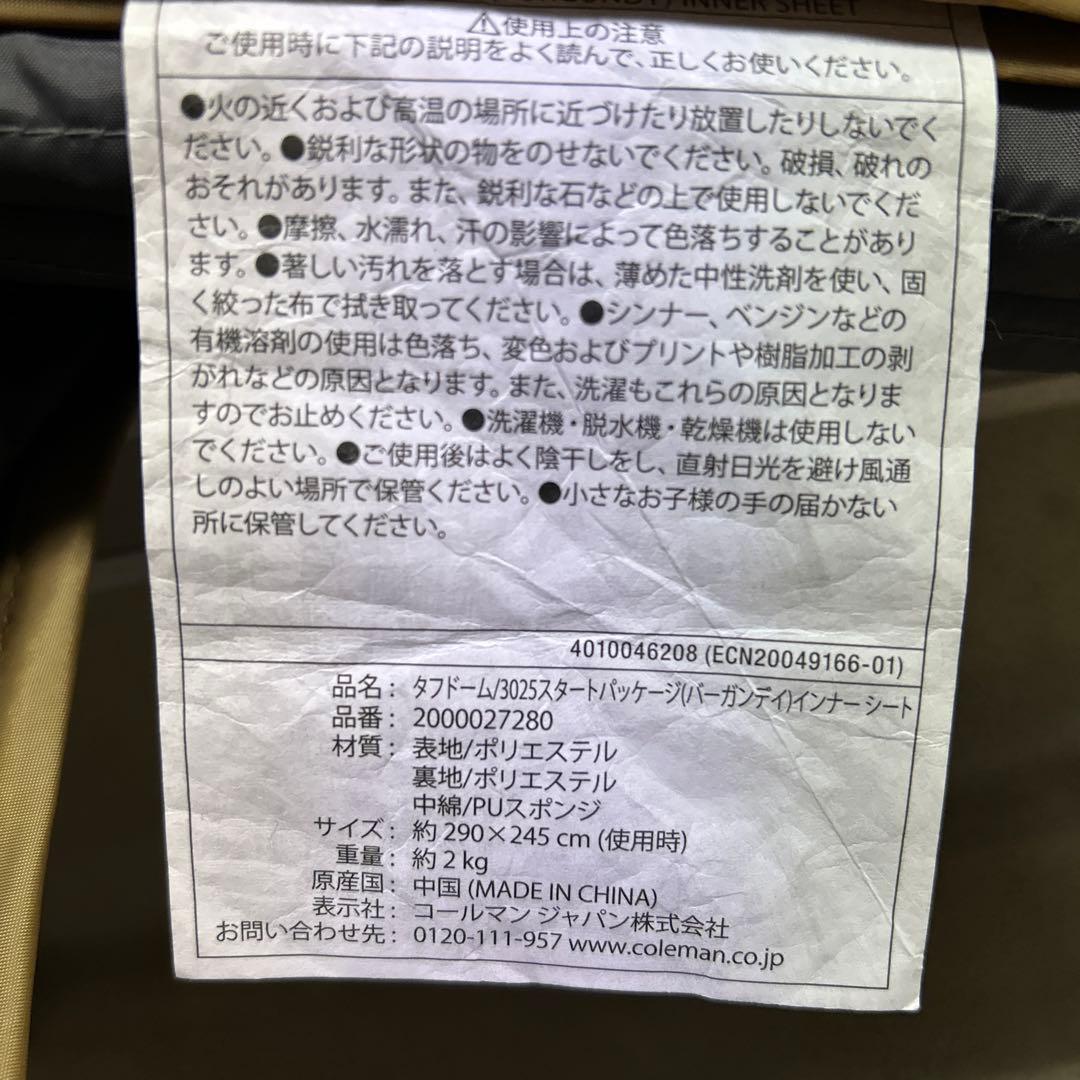 / INNER SHEET
⚠使用上の注意
ご使用時に下記の説明をよく読んで、正しくお使いください。
●火の近くおよび高温の場所に近づけたり放置したりしないでく
ださい。●鋭利な形状の物をのせないでください。破損、破れの
おそれがあります。また、鋭利な石などの上で使用しないでくだ
さい。●摩擦、水濡れ、汗の影響によって色落ちすることがあり
ます。●著しい汚れを落とす場合は、薄めた中性洗剤を使い、固
く絞った布で拭き取ってください。●シンナー、ベンジンなどの
有機溶剤の使用は色落ち、変色およびプリントや樹脂加工の剥
がれなどの原因となります。また、洗濯もこれらの原因となりま
すのでお止めください。●洗濯機・脱水機・乾燥機は使用しない
でください。●ご使用後はよく陰干しをし、直射日光を避け風通
しのよい場所で保管ください。●小さなお子様の手の届かない
所に保管してください。
4010046208 (ECN20049166-01)
品名: タフドーム/3025スタートパッケージ(バーガンディ)インナーシート
品番: 2000027280
材質: 表地/ポリエステル
裏地/ポリエステル
中綿/PUスポンジ
サイズ: 約 290×245 cm (使用時)
重量: 約 2 kg
原産国: 中国 (MADE IN CHINA)
表示社: コールマン ジャパン株式会社
お問い合わせ先: 0120-111-957 www.coleman.co.jp